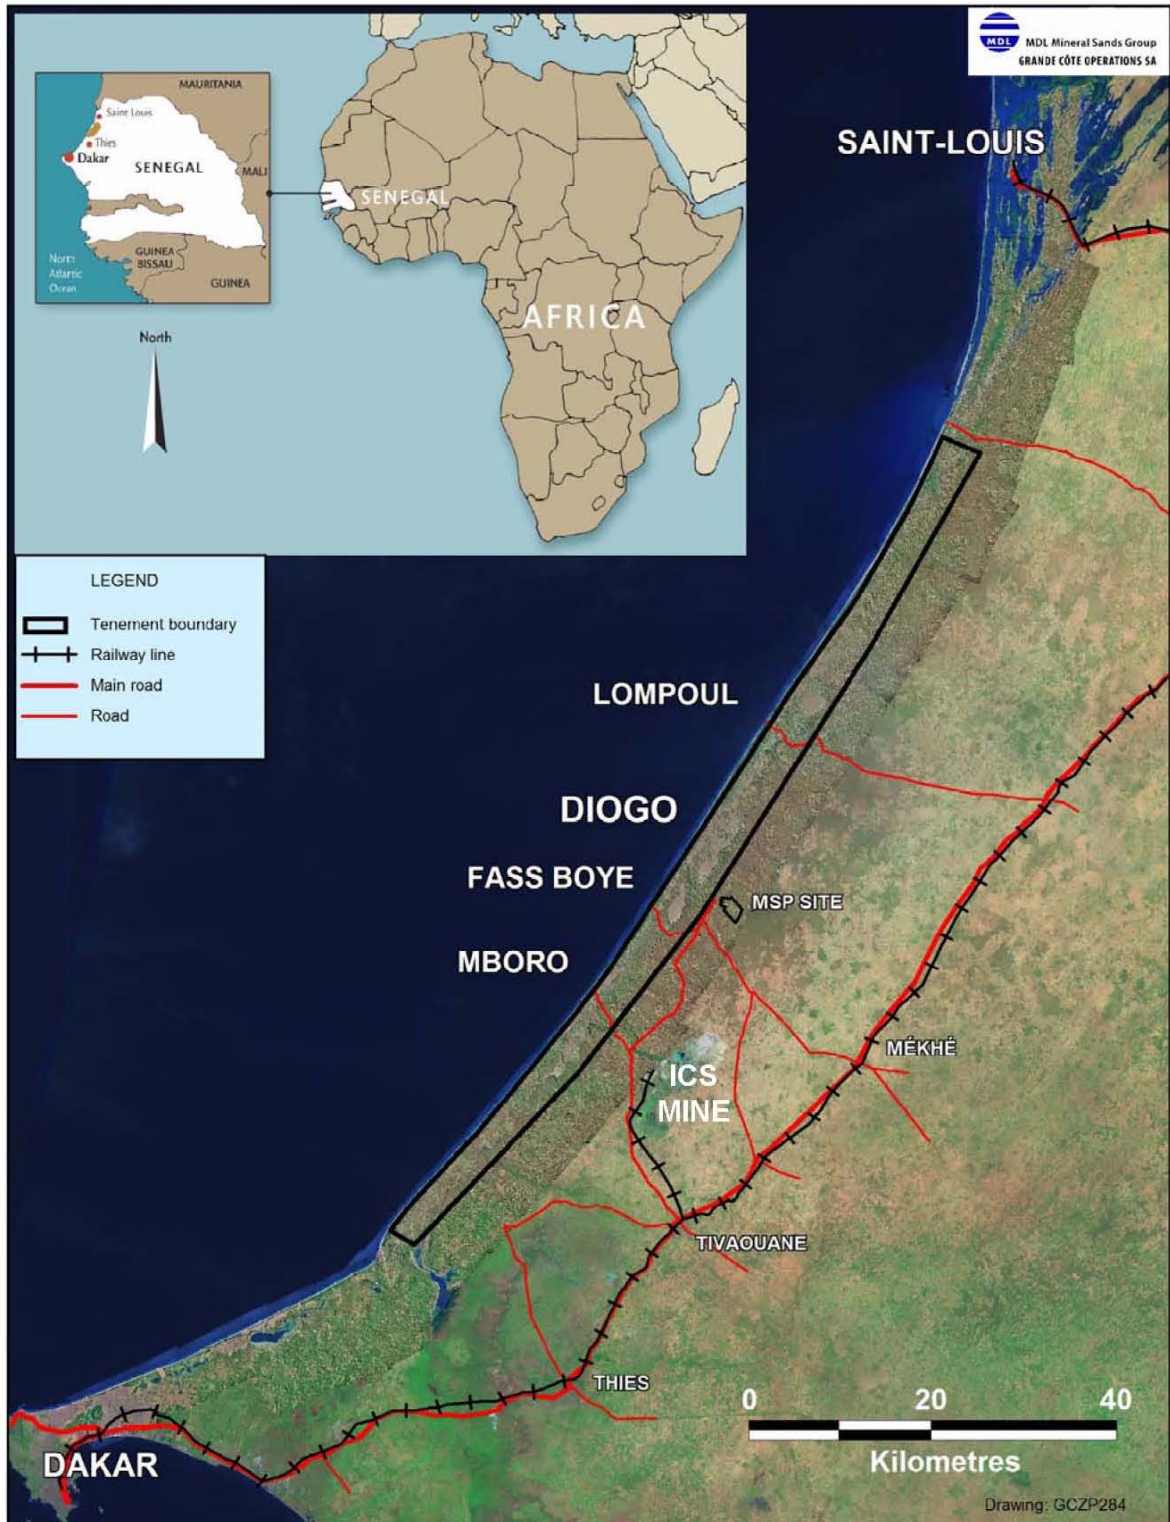 MDL
MDL Mineral Sands Group
GRANDE CÔTE OPERATIONS SA
MAURITANIA
Saint Louis
Thies
Dakar
SENEGAL
MALI
GUINEA
BISSAU
GUINEA
North
Atlantic
Ocean
SENEGAL
AFRICA
North
SAINT-LOUIS
LEGEND
Tenement boundary
Railway line
Main road
Road
LOMPOUL
DIOGO
FASS BOYE
MSP SITE
MBORO
MÉKHÉ
ICS
MINE
TIVAOUANE
THIES
DAKAR
0 20 40
Kilometres
Drawing: GCZP284